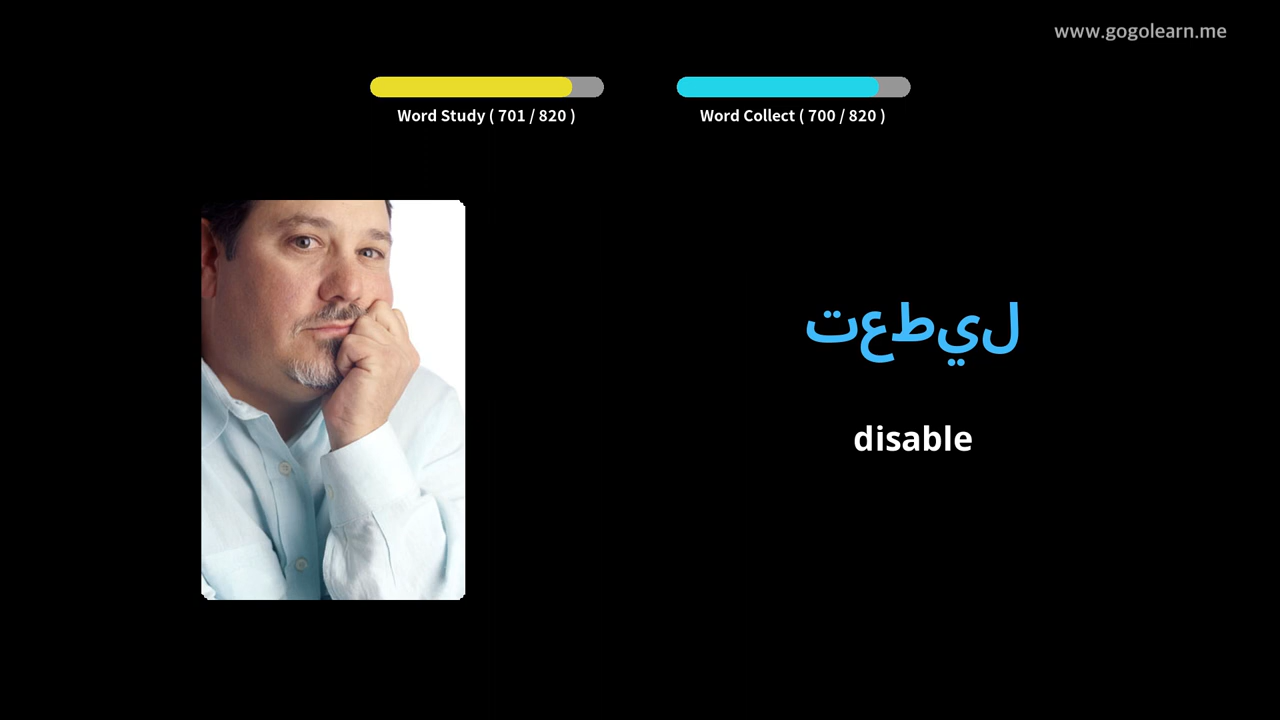 www.gogolearn.me
Word Study ( 701 / 820 )
Word Collect ( 700 / 820 )
تعطيل
disable